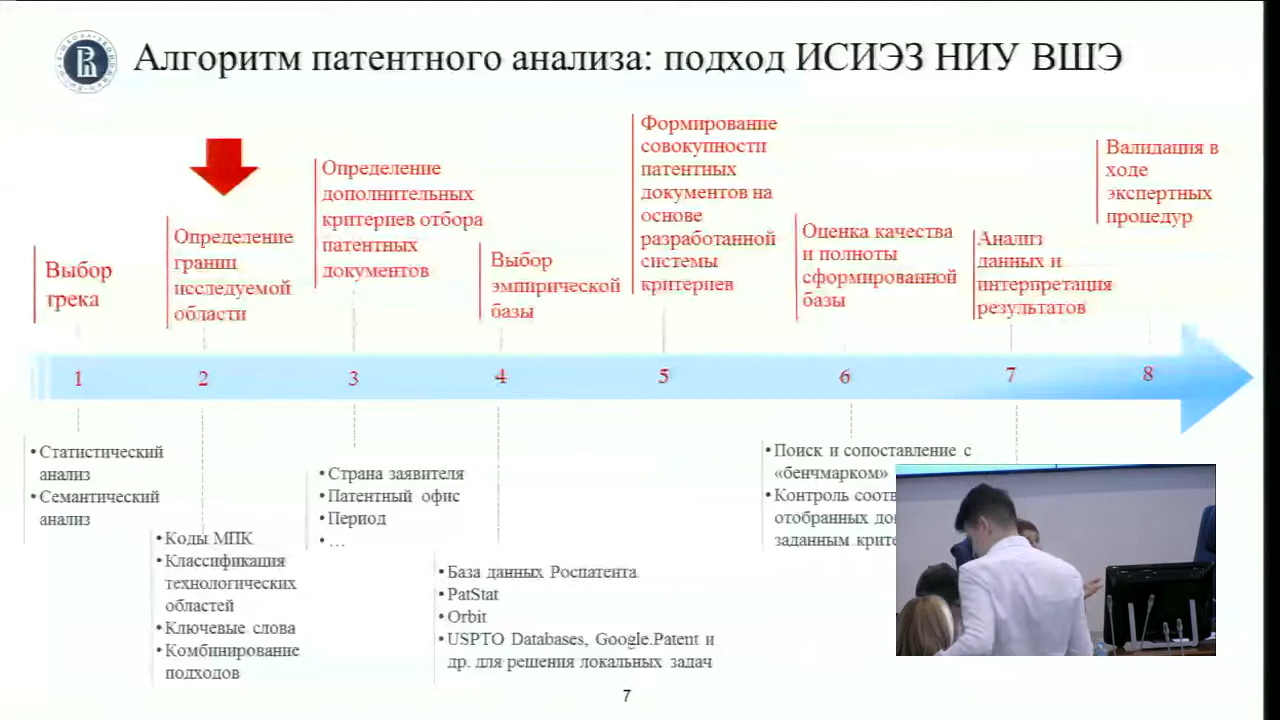 Алгоритм патентного анализа: подход ИСИЭЗ НИУ ВШЭ
Выбор
трека
Определение
границ
исследуемой
области
Определение
дополнительных
критериев отбора
патентных
документов
Выбор
эмпирической
базы
Формирование
совокупности
патентных
документов на
основе
разработанной
системы
критериев
Оценка качества
и полноты
сформированной
базы
Анализ
данных и
интерпретация
результатов
Валидация в
ходе
экспертных
процедур
1
2
3
4
5
6
7
8
• Статистический
анализ
• Семантический
анализ
• Коды МПК
• Классификация
технологических
областей
• Ключевые слова
• Комбинирование
подходов
• Страна заявителя
• Патентный офис
• Период
• ...
• База данных Роспатента
• PatStat
• Orbit
• USPTO Databases, Google.Patent и
др. для решения локальных задач
• Поиск и сопоставление с
«бенчмарком»
• Контроль
отобранных
заданным
7